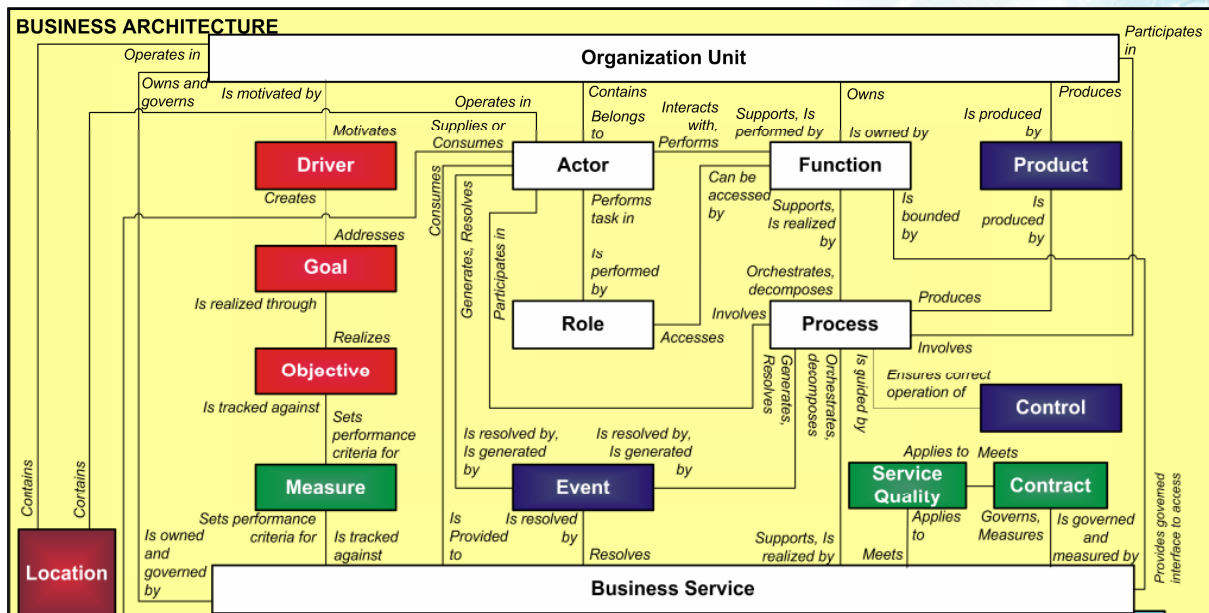 BUSINESS ARCHITECTURE
Participates
in
Operates in
Organization Unit
Owns and
governs
Is motivated by
Contains
Owns
Produces
Operates in
Belongs
to
Interacts
with,
Performs
Supports, Is
performed by
Is owned by
Is produced
by
Motivates
Supplies or
Consumes
Driver
Actor
Function
Product
Creates
Consumes
Generates, Resolves
Participates in
Performs
task in
Can be
accessed
by
Supports,
Is realized
by
Is
bounded
by
Is
produced
by
Addresses
Goal
Is realized through
Is
performed
by
Orchestrates,
decomposes
Produces
Involves
Role
Accesses
Process
Involves
Realizes
Objective
Is tracked against
Generates,
Resolves
Orchestrates,
decomposes
Is guided by
Ensures correct
operation of
Control
Sets
performance
criteria for
Is resolved by,
Is generated
by
Is resolved by,
Is generated
by
Applies to
Meets
Measure
Event
Service
Quality
Contract
Contains
Contains
Sets performance
criteria for
Is tracked
against
Is
Provided
to
Is resolved
by
Resolves
Supports, Is
realized by
Applies
to
Meets
Governs,
Measures
Is governed
and
measured by
Provides governed
interface to access
Is owned
and
governed
by
Location
Business Service